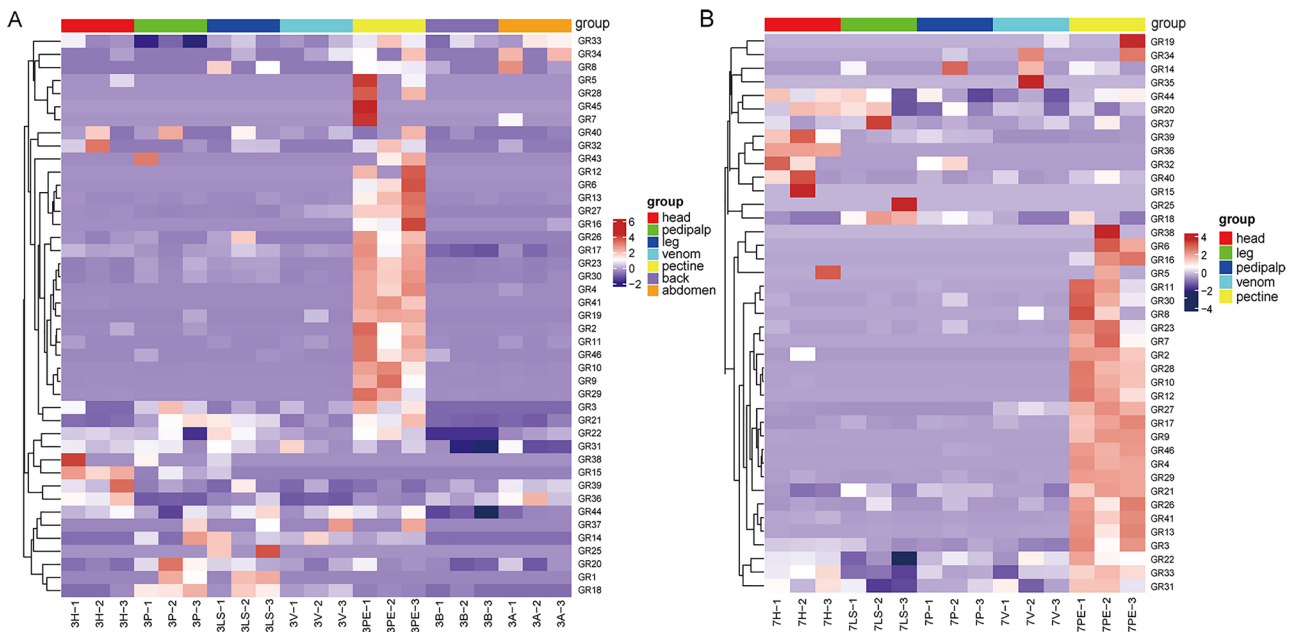 A
group
GR33
GR34
GR8
GR5
GR28
GR45
GR7
GR40
GR32
GR43
GR12
GR6
GR13
GR27
GR16
GR26
GR17
GR23
GR30
GR4
GR41
GR19
GR2
GR11
GR46
GR10
GR9
GR29
GR3
GR21
GR22
GR31
GR38
GR15
GR39
GR36
GR44
GR37
GR14
GR25
GR20
GR1
GR18
3H-1
3H-2
3H-3
3P-1
3P-2
3P-3
3LS-1
3LS-2
3LS-3
3V-1
3V-2
3V-3
3PE-1
3PE-2
3PE-3
3B-1
3B-2
3B-3
3A-1
3A-2
3A-3
6
4
2
0
-2
group
head
pedipalp
leg
venom
pectine
back
abdomen
B
group
GR19
GR34
GR14
GR35
GR44
GR20
GR37
GR39
GR36
GR32
GR40
GR15
GR25
GR18
GR38
GR6
GR16
GR5
GR11
GR30
GR8
GR23
GR7
GR2
GR28
GR10
GR12
GR27
GR17
GR9
GR46
GR4
GR29
GR21
GR26
GR41
GR13
GR3
GR22
GR33
GR31
7H-1
7H-2
7H-3
7LS-1
7LS-2
7LS-3
7P-1
7P-2
7P-3
7V-1
7V-2
7V-3
7PE-1
7PE-2
7PE-3
4
2
0
-2
-4
group
head
leg
pedipalp
venom
pectine